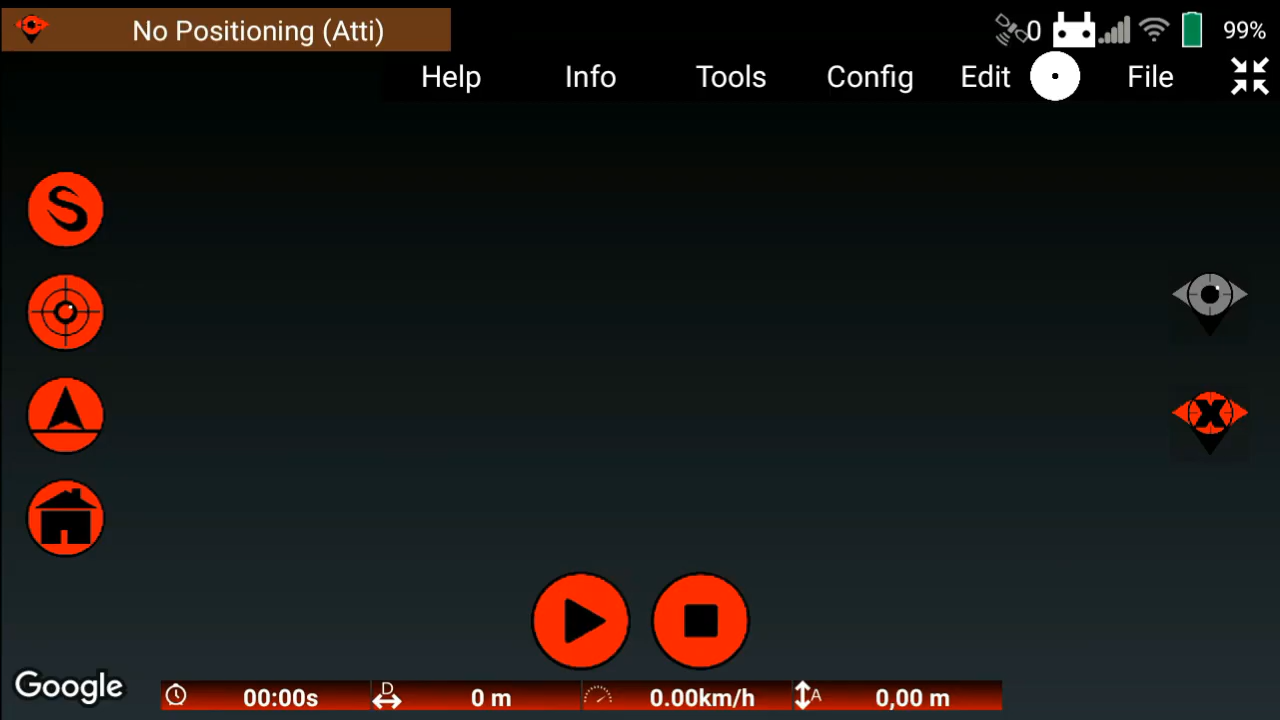 No Positioning (Atti)
0
99%
Help Info Tools Config Edit File
S
X
Google
00:00s D 0 m 0.00km/h A 0,00 m